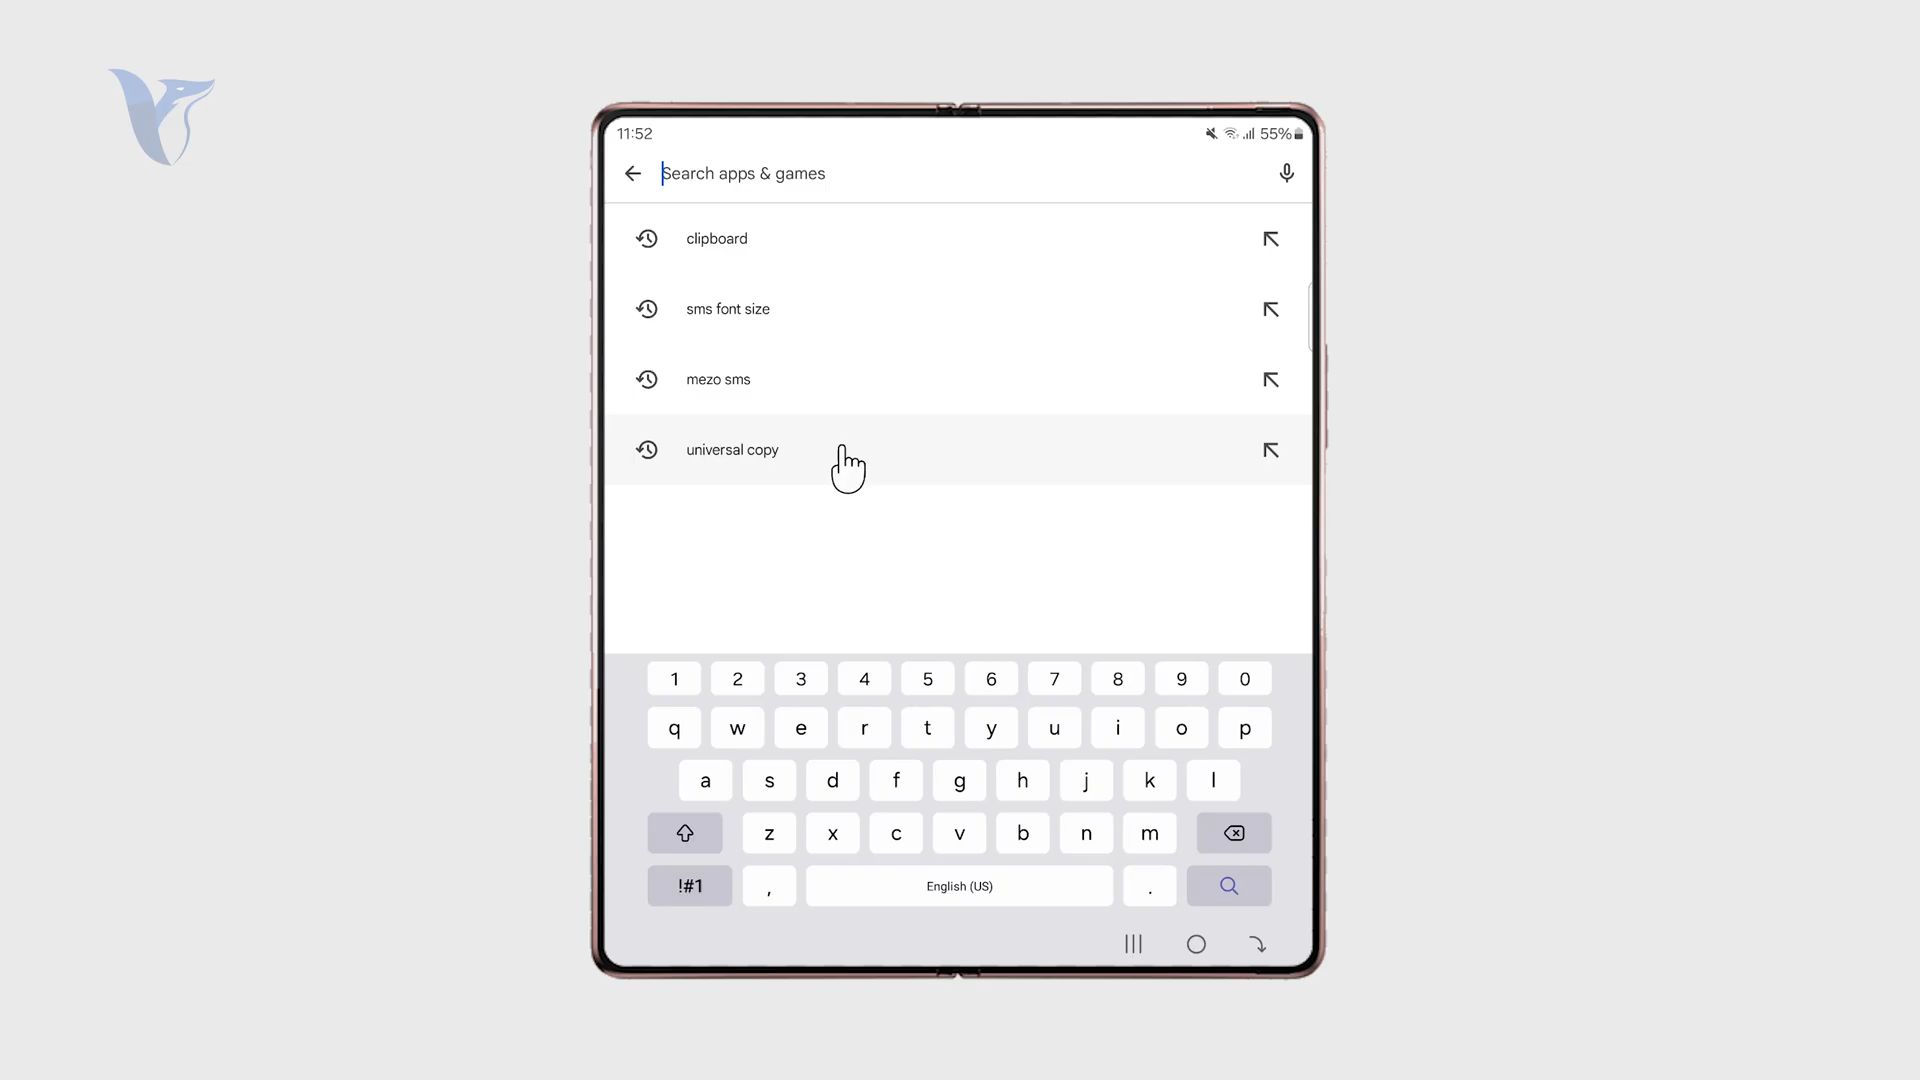 11:52
55%
Search apps & games
clipboard
sms font size
mezo sms
universal copy
1 2 3 4 5 6 7 8 9 0
q w e r t y u i o p
a s d f g h j k l
z x c v b n m
!#1 , English (US) .